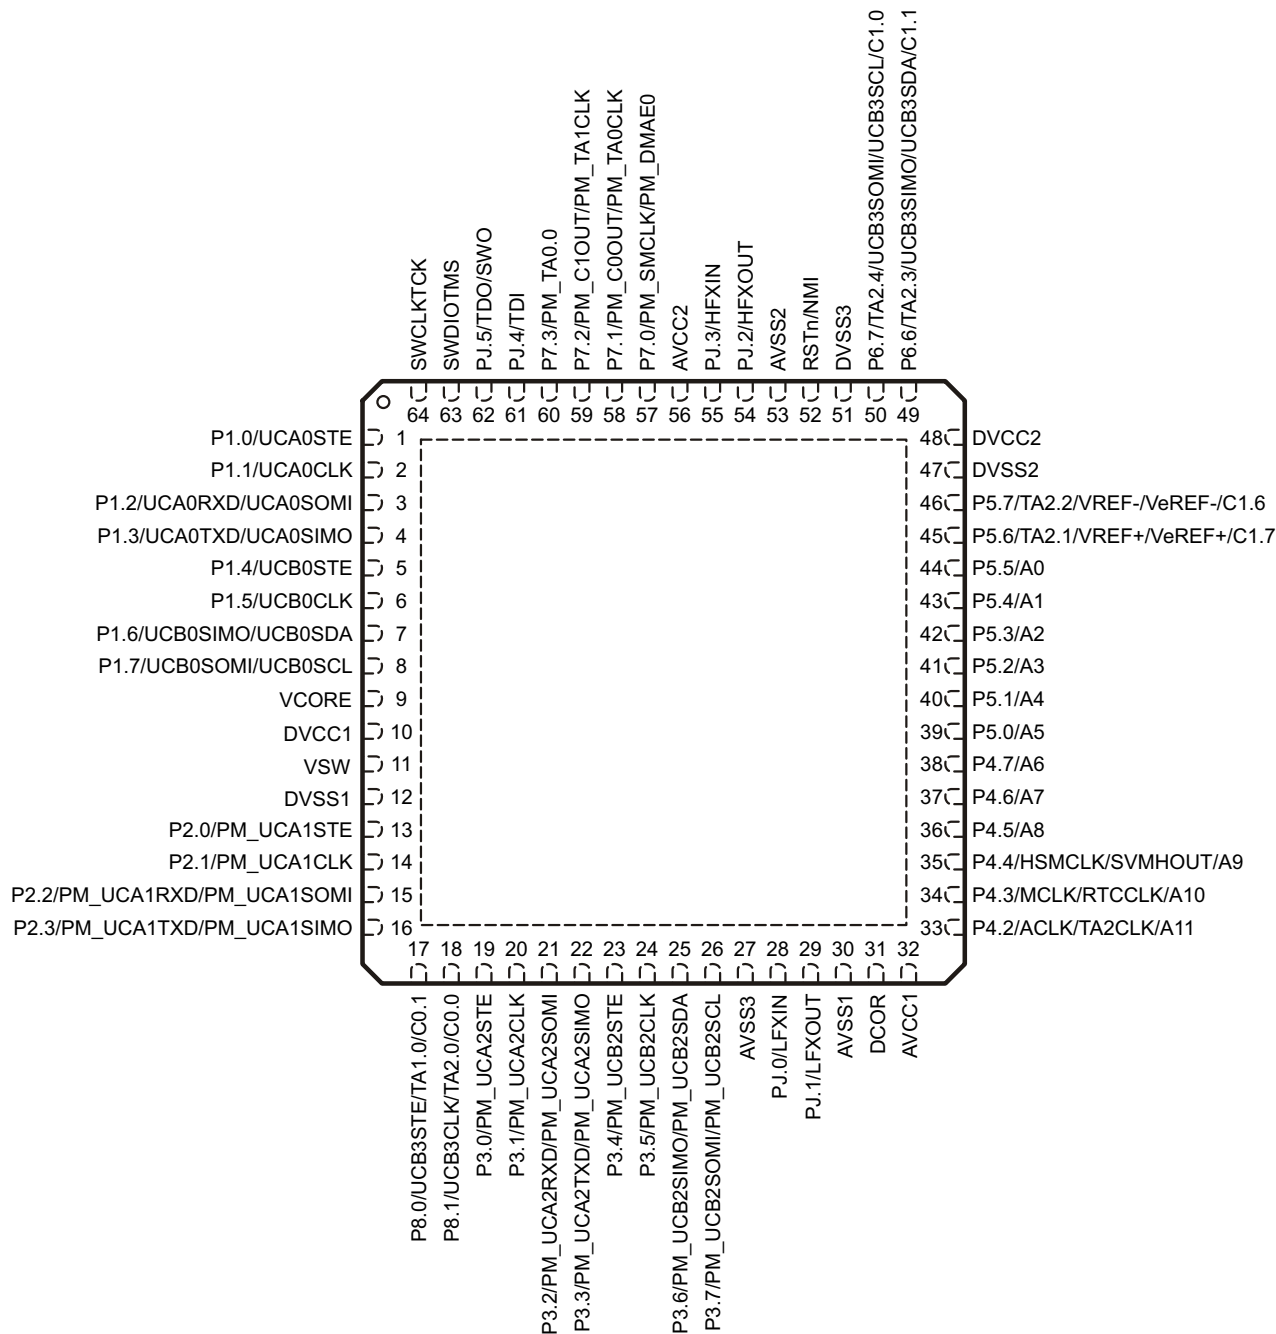 P6.7/TA2.4/UCB3SOMI/UCB3SCL/C1.0
P6.6/TA2.3/UCB3SIMO/UCB3SDA/C1.1
P7.2/PM_C1OUT/PM_TA1CLK
P7.1/PM_C0OUT/PM_TA0CLK
P7.0/PM_SMCLK/PM_DMAE0
SWCLKTCK
SWDIOTMS
PJ.5/TDO/SWO
PJ.4/TDI
P7.3/PM_TA0.0
AVCC2
PJ.3/HFXIN
PJ.2/HFXOUT
AVSS2
RSTn/NMI
DVSS3
64 63 62 61 60 59 58 57 56 55 54 53 52 51 50 49
P1.0/UCA0STE 1
P1.1/UCA0CLK 2
P1.2/UCA0RXD/UCA0SOMI 3
P1.3/UCA0TXD/UCA0SIMO 4
P1.4/UCB0STE 5
P1.5/UCB0CLK 6
P1.6/UCB0SIMO/UCB0SDA 7
P1.7/UCB0SOMI/UCB0SCL 8
VCORE 9
DVCC1 10
VSW 11
DVSS1 12
P2.0/PM_UCA1STE 13
P2.1/PM_UCA1CLK 14
P2.2/PM_UCA1RXD/PM_UCA1SOMI 15
P2.3/PM_UCA1TXD/PM_UCA1SIMO 16
48 DVCC2
47 DVSS2
46 P5.7/TA2.2/VREF-/VeREF-/C1.6
45 P5.6/TA2.1/VREF+/VeREF+/C1.7
44 P5.5/A0
43 P5.4/A1
42 P5.3/A2
41 P5.2/A3
40 P5.1/A4
39 P5.0/A5
38 P4.7/A6
37 P4.6/A7
36 P4.5/A8
35 P4.4/HSMCLK/SVMHOUT/A9
34 P4.3/MCLK/RTCCLK/A10
33 P4.2/ACLK/TA2CLK/A11
17 18 19 20 21 22 23 24 25 26 27 28 29 30 31 32
P8.0/UCB3STE/TA1.0/C0.1
P8.1/UCB3CLK/TA2.0/C0.0
P3.0/PM_UCA2STE
P3.1/PM_UCA2CLK
P3.2/PM_UCA2RXD/PM_UCA2SOMI
P3.3/PM_UCA2TXD/PM_UCA2SIMO
P3.4/PM_UCB2STE
P3.5/PM_UCB2CLK
P3.6/PM_UCB2SIMO/PM_UCB2SDA
P3.7/PM_UCB2SOMI/PM_UCB2SCL
AVSS3
PJ.0/LFXIN
PJ.1/LFXOUT
AVSS1
DCOR
AVCC1